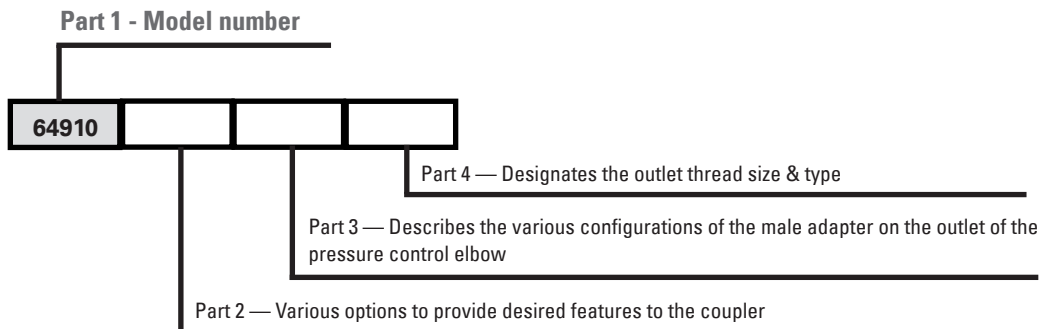 Part 1 - Model number
64910
Part 4 — Designates the outlet thread size & type
Part 3 — Describes the various configurations of the male adapter on the outlet of the
pressure control elbow
Part 2 — Various options to provide desired features to the coupler